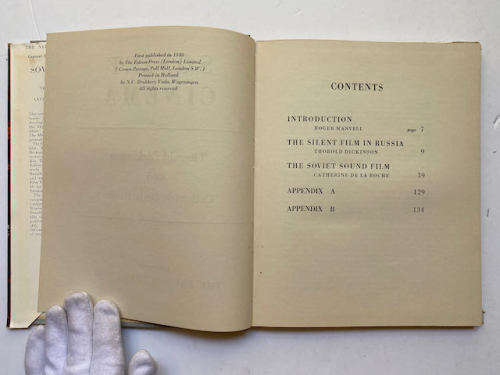 First published in 1948
by The Falcon Press (London) Limited
7 Crown Passage, Pall Mall, London S.W.1
Printed in Holland
by N.V. Drukkerij Vada, Wageningen
All rights reserved
CONTENTS
INTRODUCTION
ROGER MANVELL page 7
THE SILENT FILM IN RUSSIA
THOROLD DICKINSON 9
THE SOVIET SOUND FILM
CATHERINE DE LA ROCHE 39
APPENDIX A 129
APPENDIX B 134